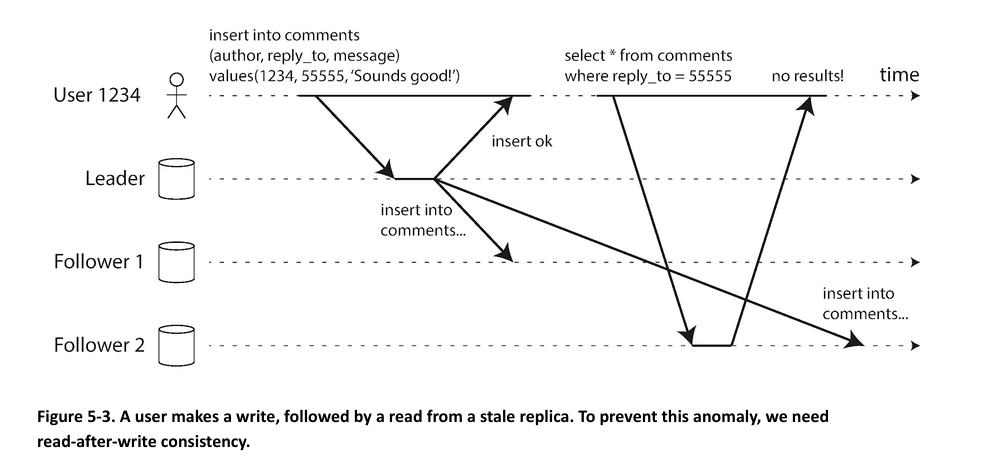 insert into comments
(author, reply_to, message)
values(1234, 55555, ‘Sounds good!’)
select * from comments
where reply_to = 55555
no results!
time
User 1234
insert ok
Leader
insert into
comments...
Follower 1
insert into
comments...
Follower 2
Figure 5-3. A user makes a write, followed by a read from a stale replica. To prevent this anomaly, we need
read-after-write consistency.